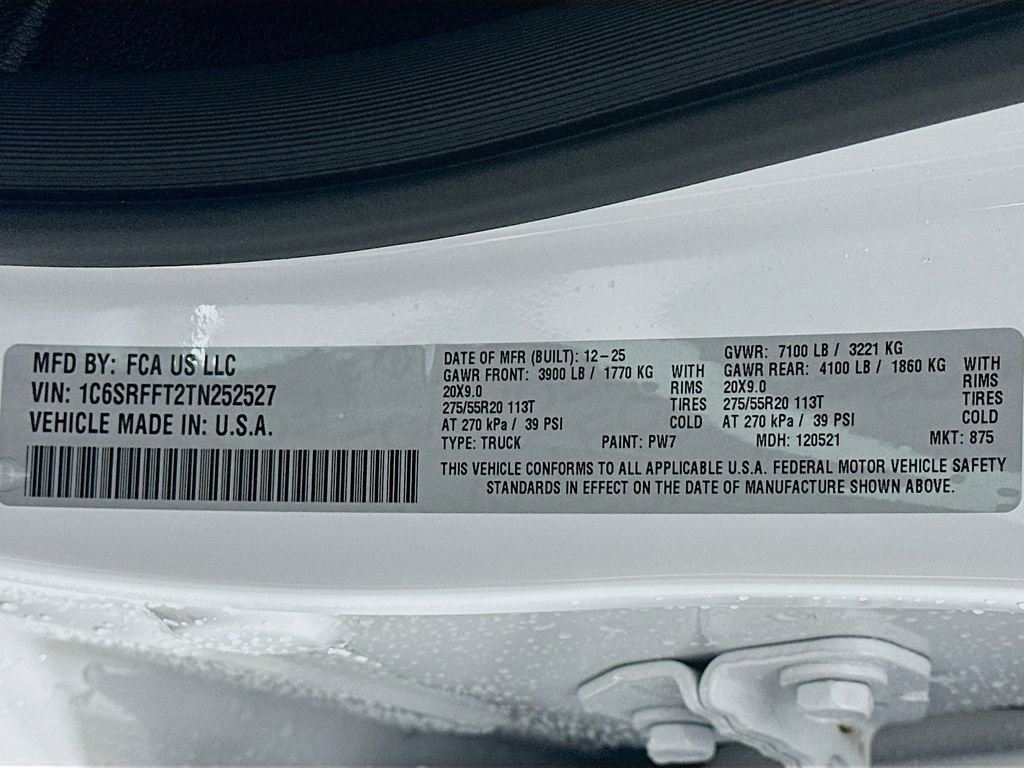 MFD BY: FCA US LLC
VIN: 1C6SRFFT2TN252527
VEHICLE MADE IN: U.S.A.
DATE OF MFR (BUILT): 12-25
GAWR FRONT: 3900 LB / 1770 KG WITH
20X9.0 RIMS
275/55R20 113T TIRES
AT 270 kPa / 39 PSI COLD
GVWR: 7100 LB / 3221 KG
GAWR REAR: 4100 LB / 1860 KG WITH
20X9.0 RIMS
275/55R20 113T TIRES
AT 270 kPa / 39 PSI COLD
TYPE: TRUCK PAINT: PW7 MDH: 120521 MKT: 875
THIS VEHICLE CONFORMS TO ALL APPLICABLE U.S.A. FEDERAL MOTOR VEHICLE SAFETY
STANDARDS IN EFFECT ON THE DATE OF MANUFACTURE SHOWN ABOVE.